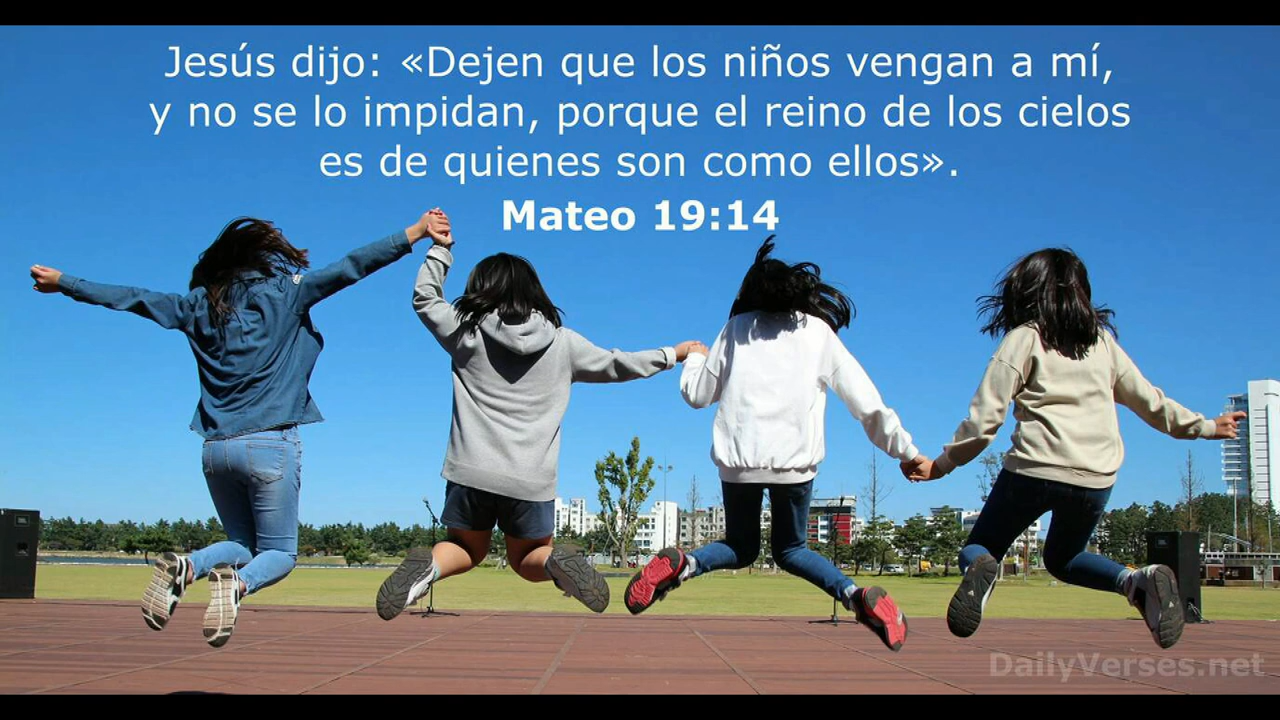 Jesús dijo: «Dejen que los niños vengan a mí,
y no se lo impidan, porque el reino de los cielos
es de quienes son como ellos».
Mateo 19:14
DailyVerses.net